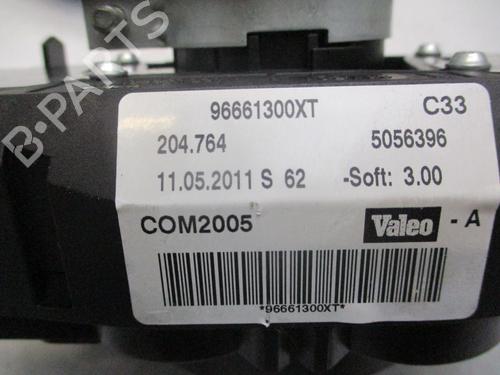 96661300XT C33
204.764 5056396
11.05.2011 S 62 -Soft: 3.00
COM2005 Valeo - A
*96661300XT*
B-PARTS